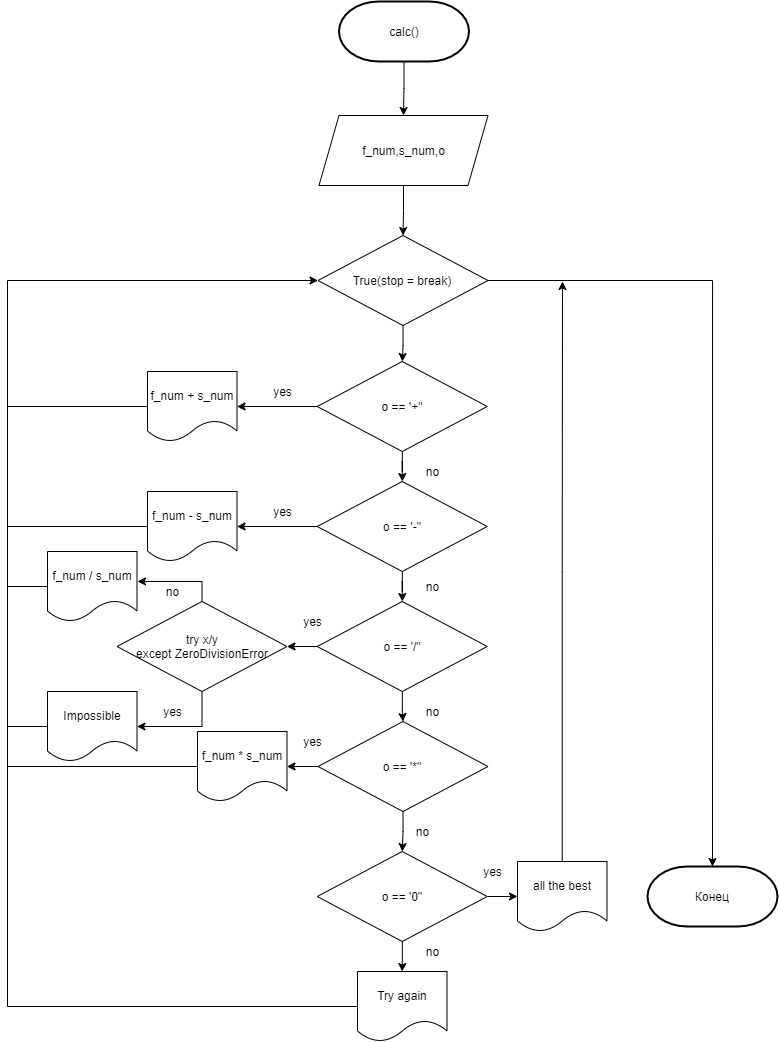 calc()
f_num,s_num,o
True(stop = break)
f_num + s_num
yes
o == '+"
no
f_num - s_num
yes
o == '-"
f_num / s_num
no
no
try x/y
except ZeroDivisionError
yes
o == '/"
Impossible
yes
no
f_num * s_num
yes
o == '*"
no
o == '0"
yes
all the best
Конец
no
Try again